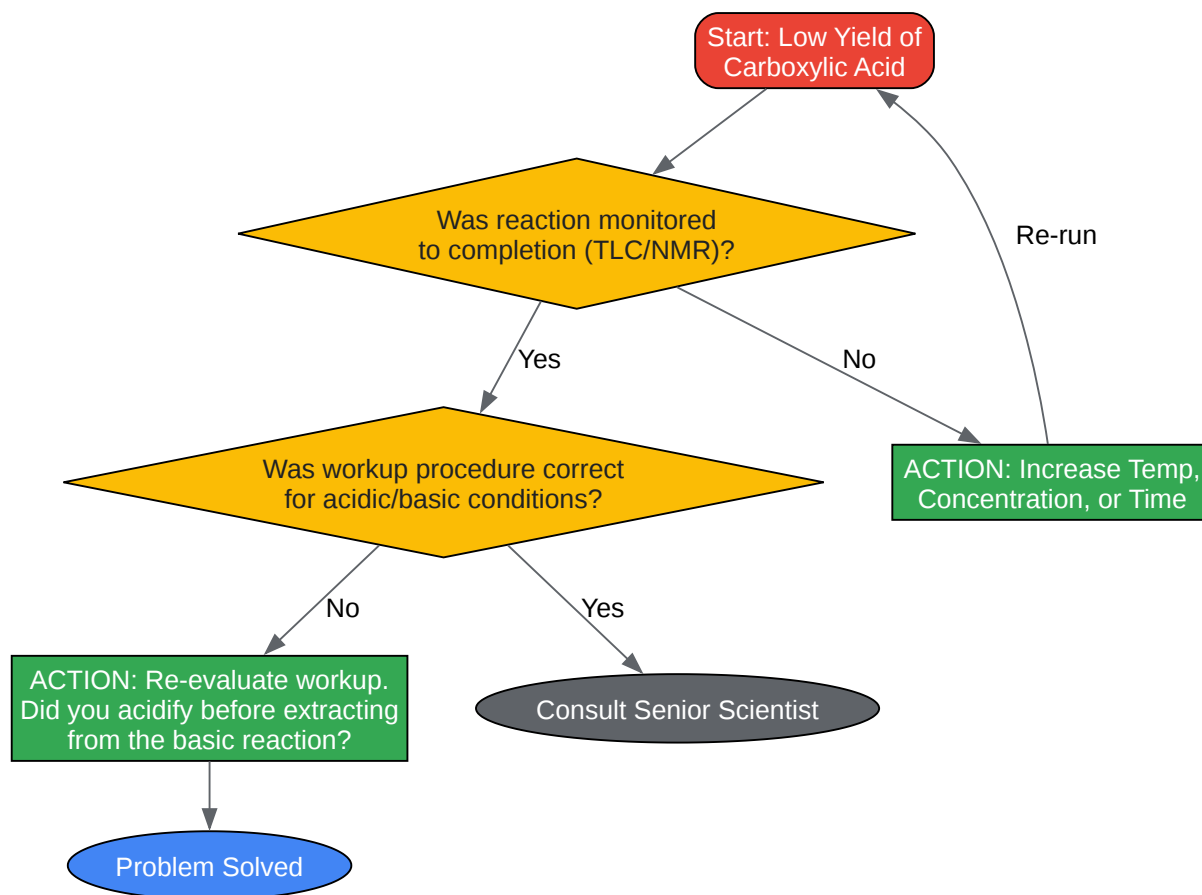 Start: Low Yield of
Carboxylic Acid
Was reaction monitored
to completion (TLC/NMR)?
Re-run
Yes
No
Was workup procedure correct
for acidic/basic conditions?
ACTION: Increase Temp,
Concentration, or Time
No
Yes
ACTION: Re-evaluate workup.
Did you acidify before extracting
from the basic reaction?
Consult Senior Scientist
Problem Solved